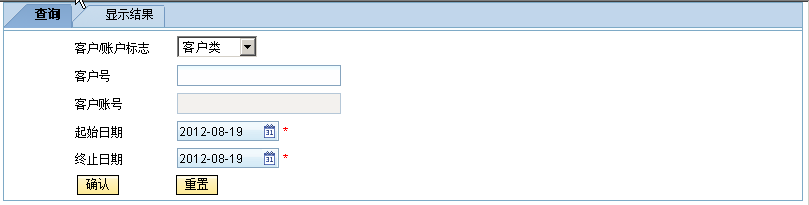 查询 显示结果
客户/账户标志 客户类
客户号
客户账号
起始日期 2012-08-19 31 *
终止日期 2012-08-19 31 *
确认 重置